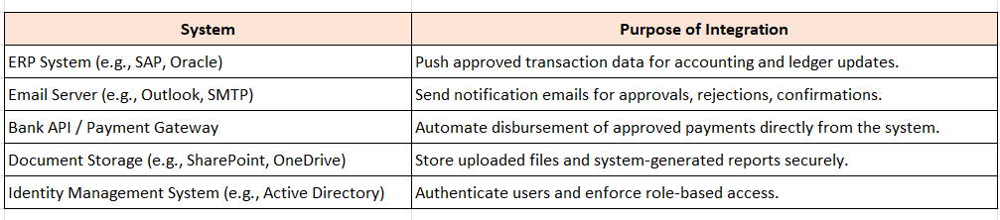 System Purpose of Integration
ERP System (e.g., SAP, Oracle) Push approved transaction data for accounting and ledger updates.
Email Server (e.g., Outlook, SMTP) Send notification emails for approvals, rejections, confirmations.
Bank API / Payment Gateway Automate disbursement of approved payments directly from the system.
Document Storage (e.g., SharePoint, OneDrive) Store uploaded files and system-generated reports securely.
Identity Management System (e.g., Active Directory) Authenticate users and enforce role-based access.